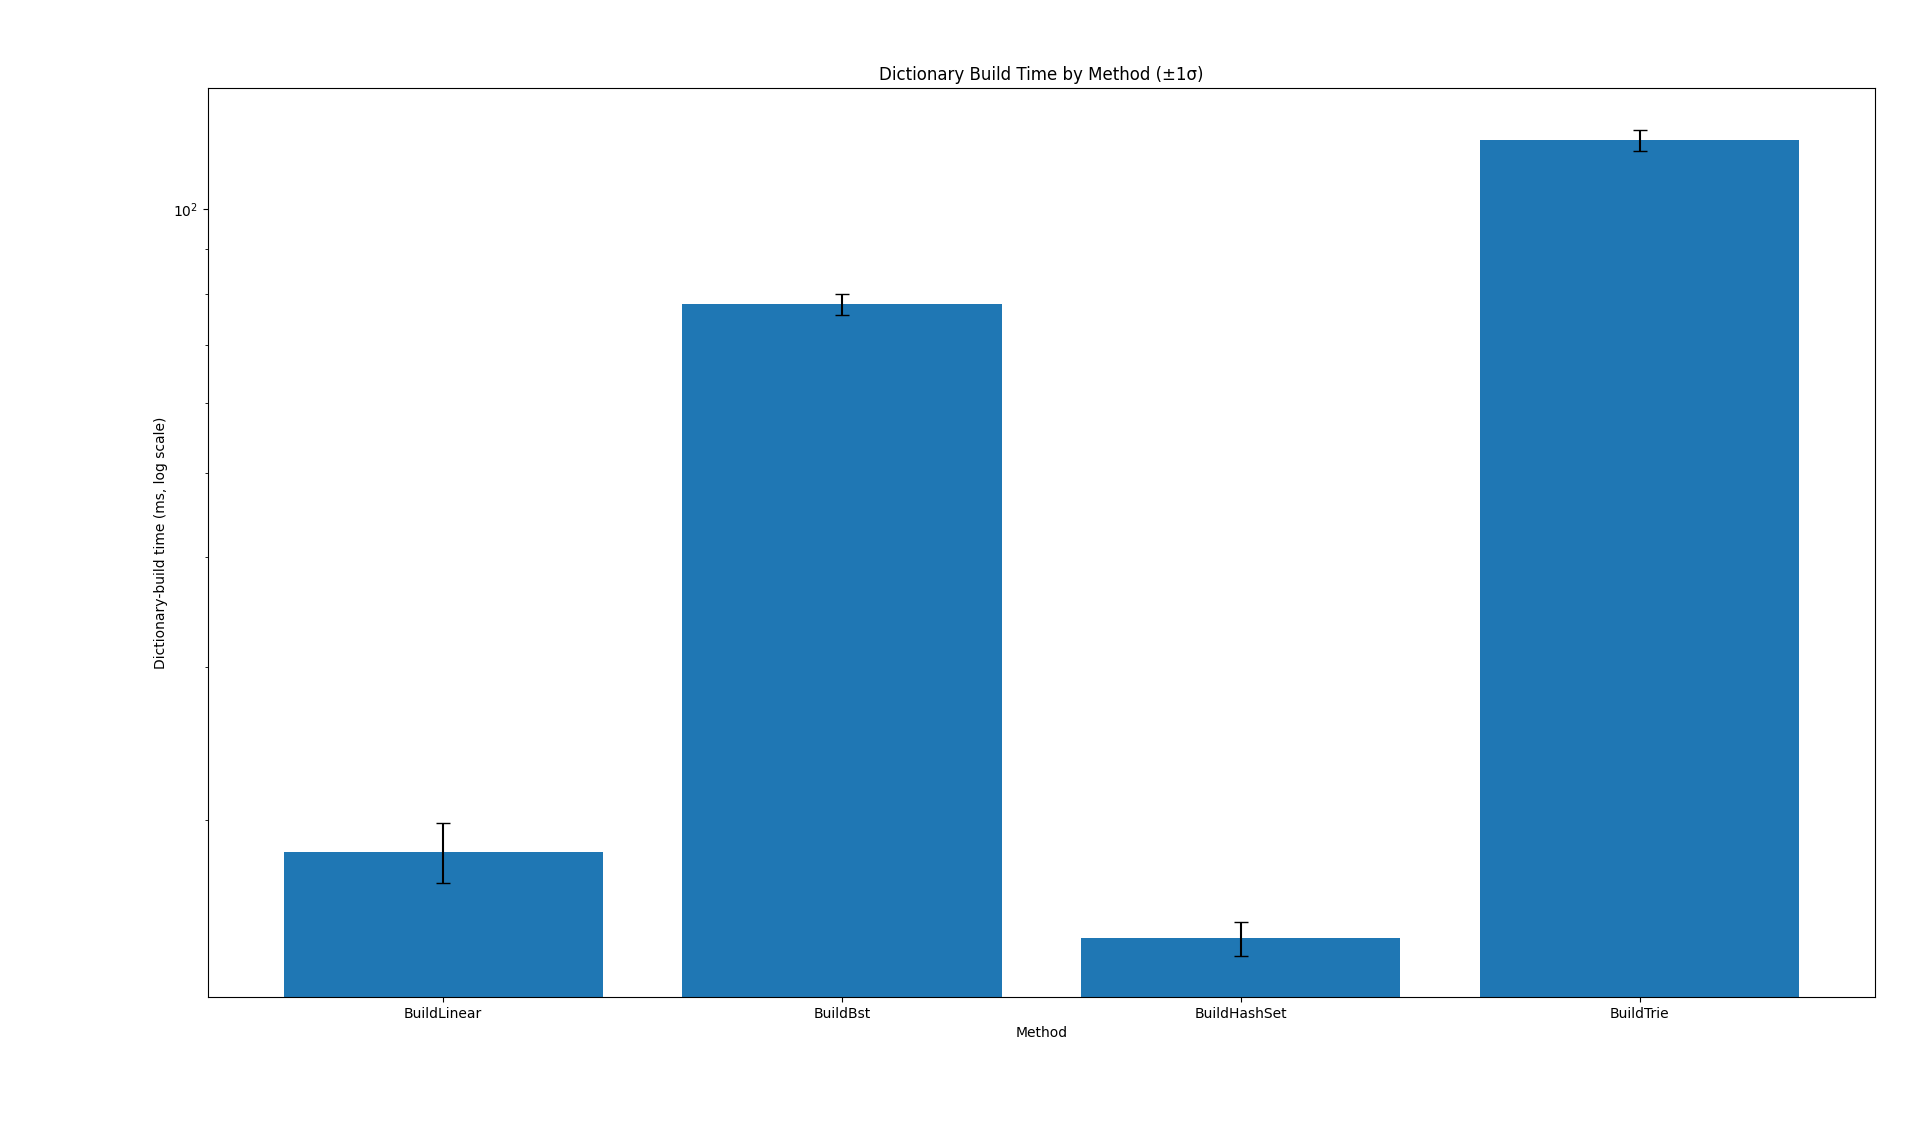 Dictionary Build Time by Method (±1σ)
10²
Dictionary-build time (ms, log scale)
BuildLinear
BuildBst
BuildHashSet
BuildTrie
Method